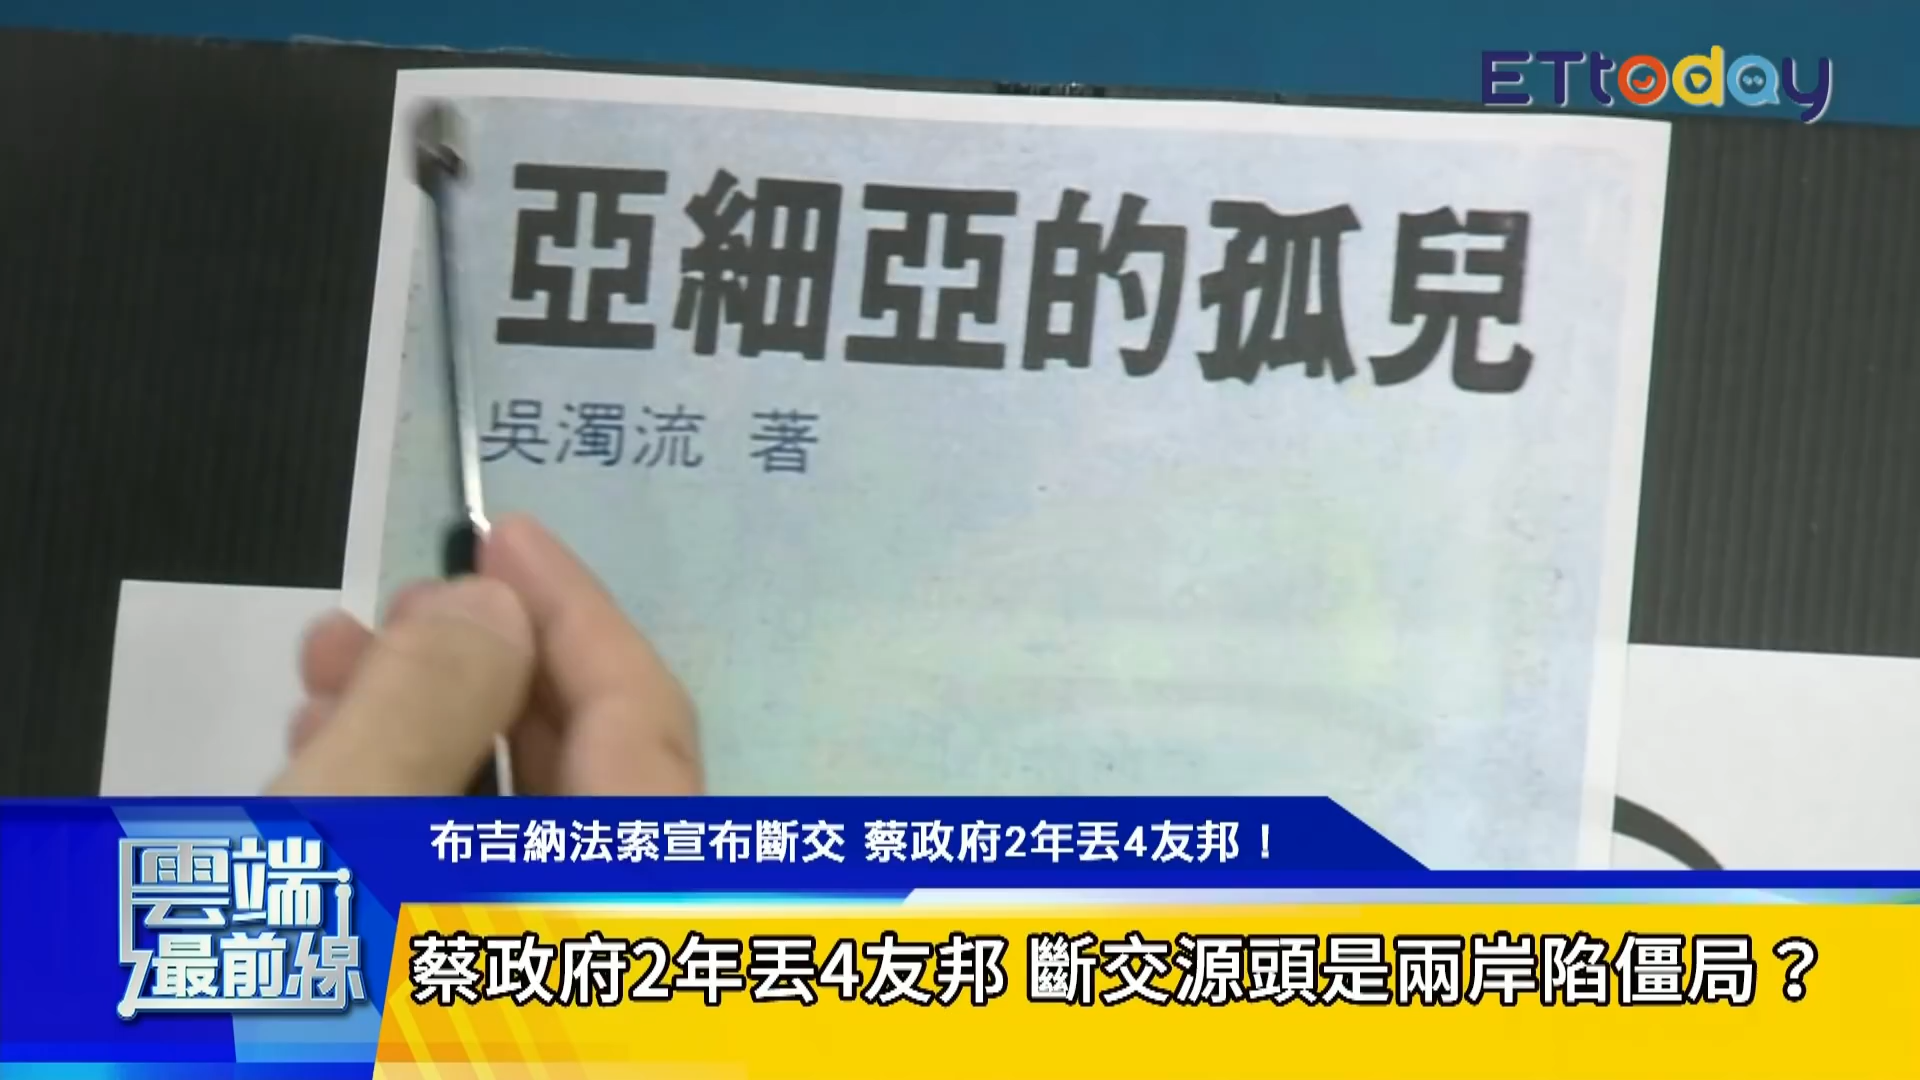 ETtoday
亞細亞的孤兒
吳濁流 著
布吉納法索宣布斷交 蔡政府2年丟4友邦！
雲端最前線
蔡政府2年丟4友邦 斷交源頭是兩岸陷僵局？